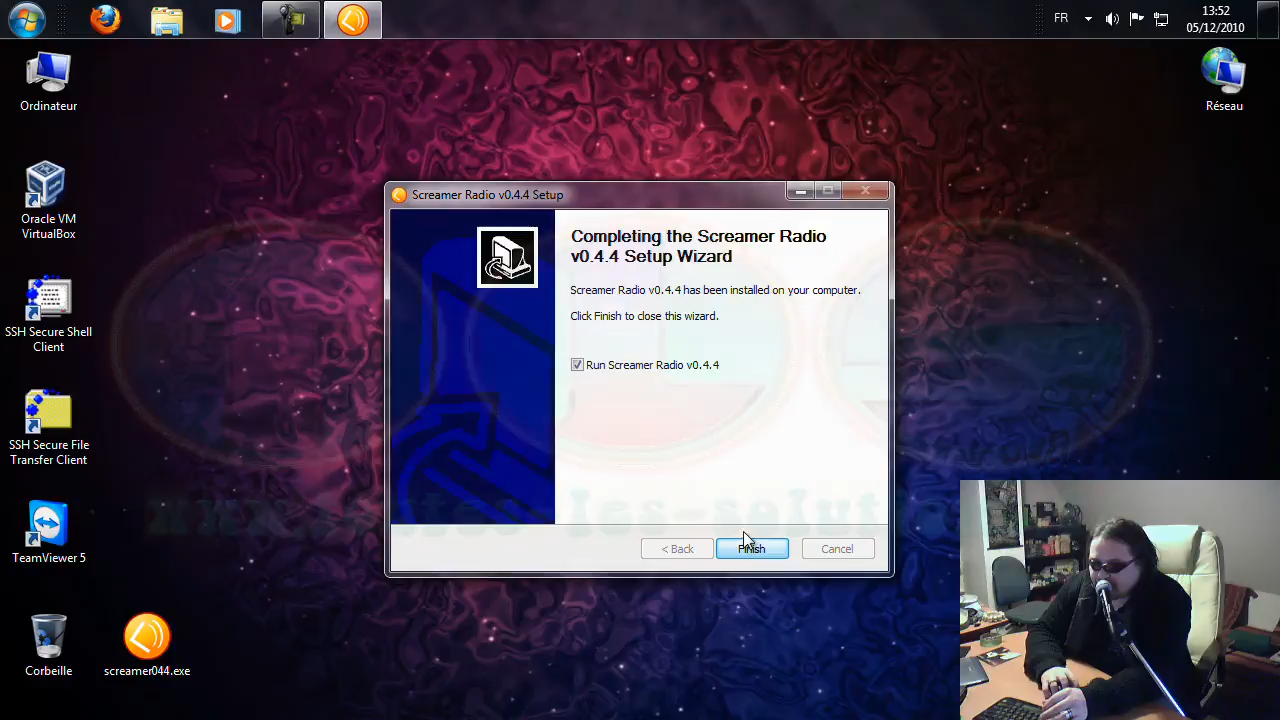 FR
13:52
05/12/2010
Ordinateur
Réseau
Oracle VM
VirtualBox
SSH Secure Shell
Client
SSH Secure File
Transfer Client
TeamViewer 5
Corbeille
screamer044.exe
Screamer Radio v0.4.4 Setup
Completing the Screamer Radio
v0.4.4 Setup Wizard
Screamer Radio v0.4.4 has been installed on your computer.
Click Finish to close this wizard.
Run Screamer Radio v0.4.4
< Back
Finish
Cancel